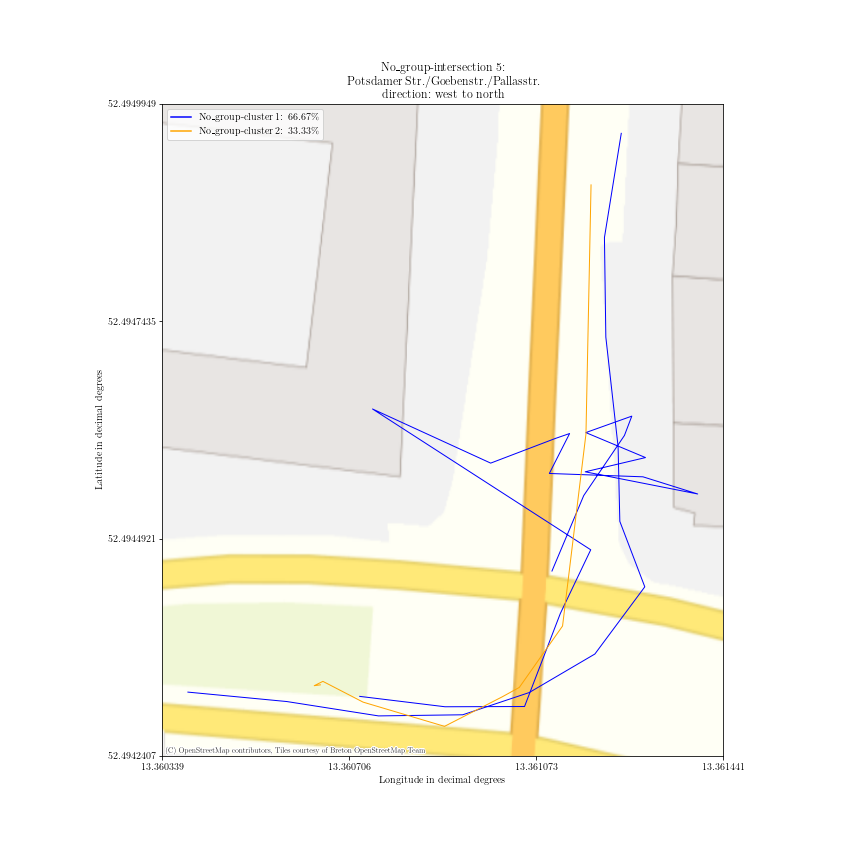 No_group-intersection 5:
Potsdamer Str./Goebenstr./Pallasstr.
direction: west to north
52.4949949
No_group-cluster 1: 66.67%
No_group-cluster 2: 33.33%
52.4947435
Latitude in decimal degrees
52.4944921
52.4942407
(C) OpenStreetMap contributors, Tiles courtesy of Breton OpenStreetMap Team
13.360339
13.360706
13.361073
13.361441
Longitude in decimal degrees